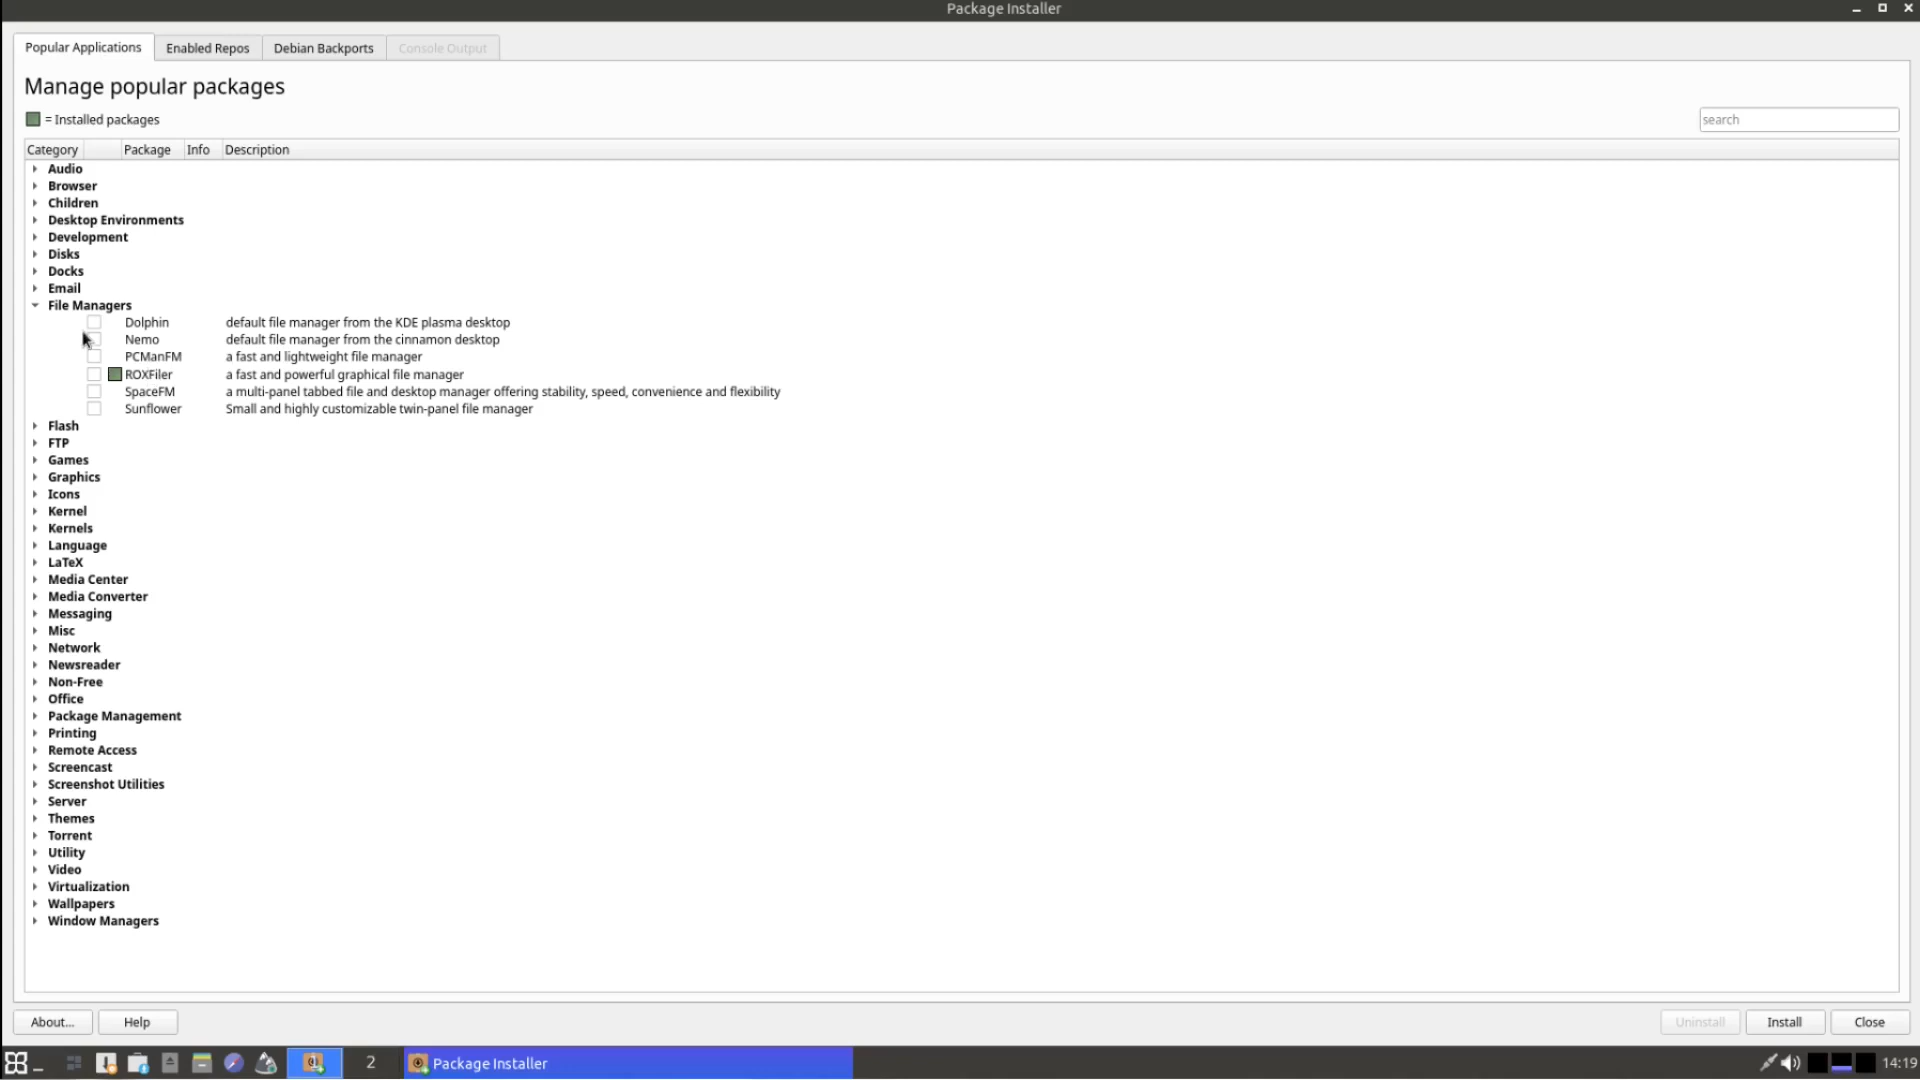 Package Installer
Popular Applications
Enabled Repos
Debian Backports
Console Output
Manage popular packages
= Installed packages
search
Category Package Info Description
Audio
Browser
Children
Desktop Environments
Development
Disks
Docks
Email
File Managers
Dolphin default file manager from the KDE plasma desktop
Nemo default file manager from the cinnamon desktop
PCManFM a fast and lightweight file manager
ROXFiler a fast and powerful graphical file manager
SpaceFM a multi-panel tabbed file and desktop manager offering stability, speed, convenience and flexibility
Sunflower Small and highly customizable twin-panel file manager
Flash
FTP
Games
Graphics
Icons
Kernel
Kernels
Language
LaTeX
Media Center
Media Converter
Messaging
Misc
Network
Newsreader
Non-Free
Office
Package Management
Printing
Remote Access
Screencast
Screenshot Utilities
Server
Themes
Torrent
Utility
Video
Virtualization
Wallpapers
Window Managers
About... Help Uninstall Install Close
2 Package Installer 14:19